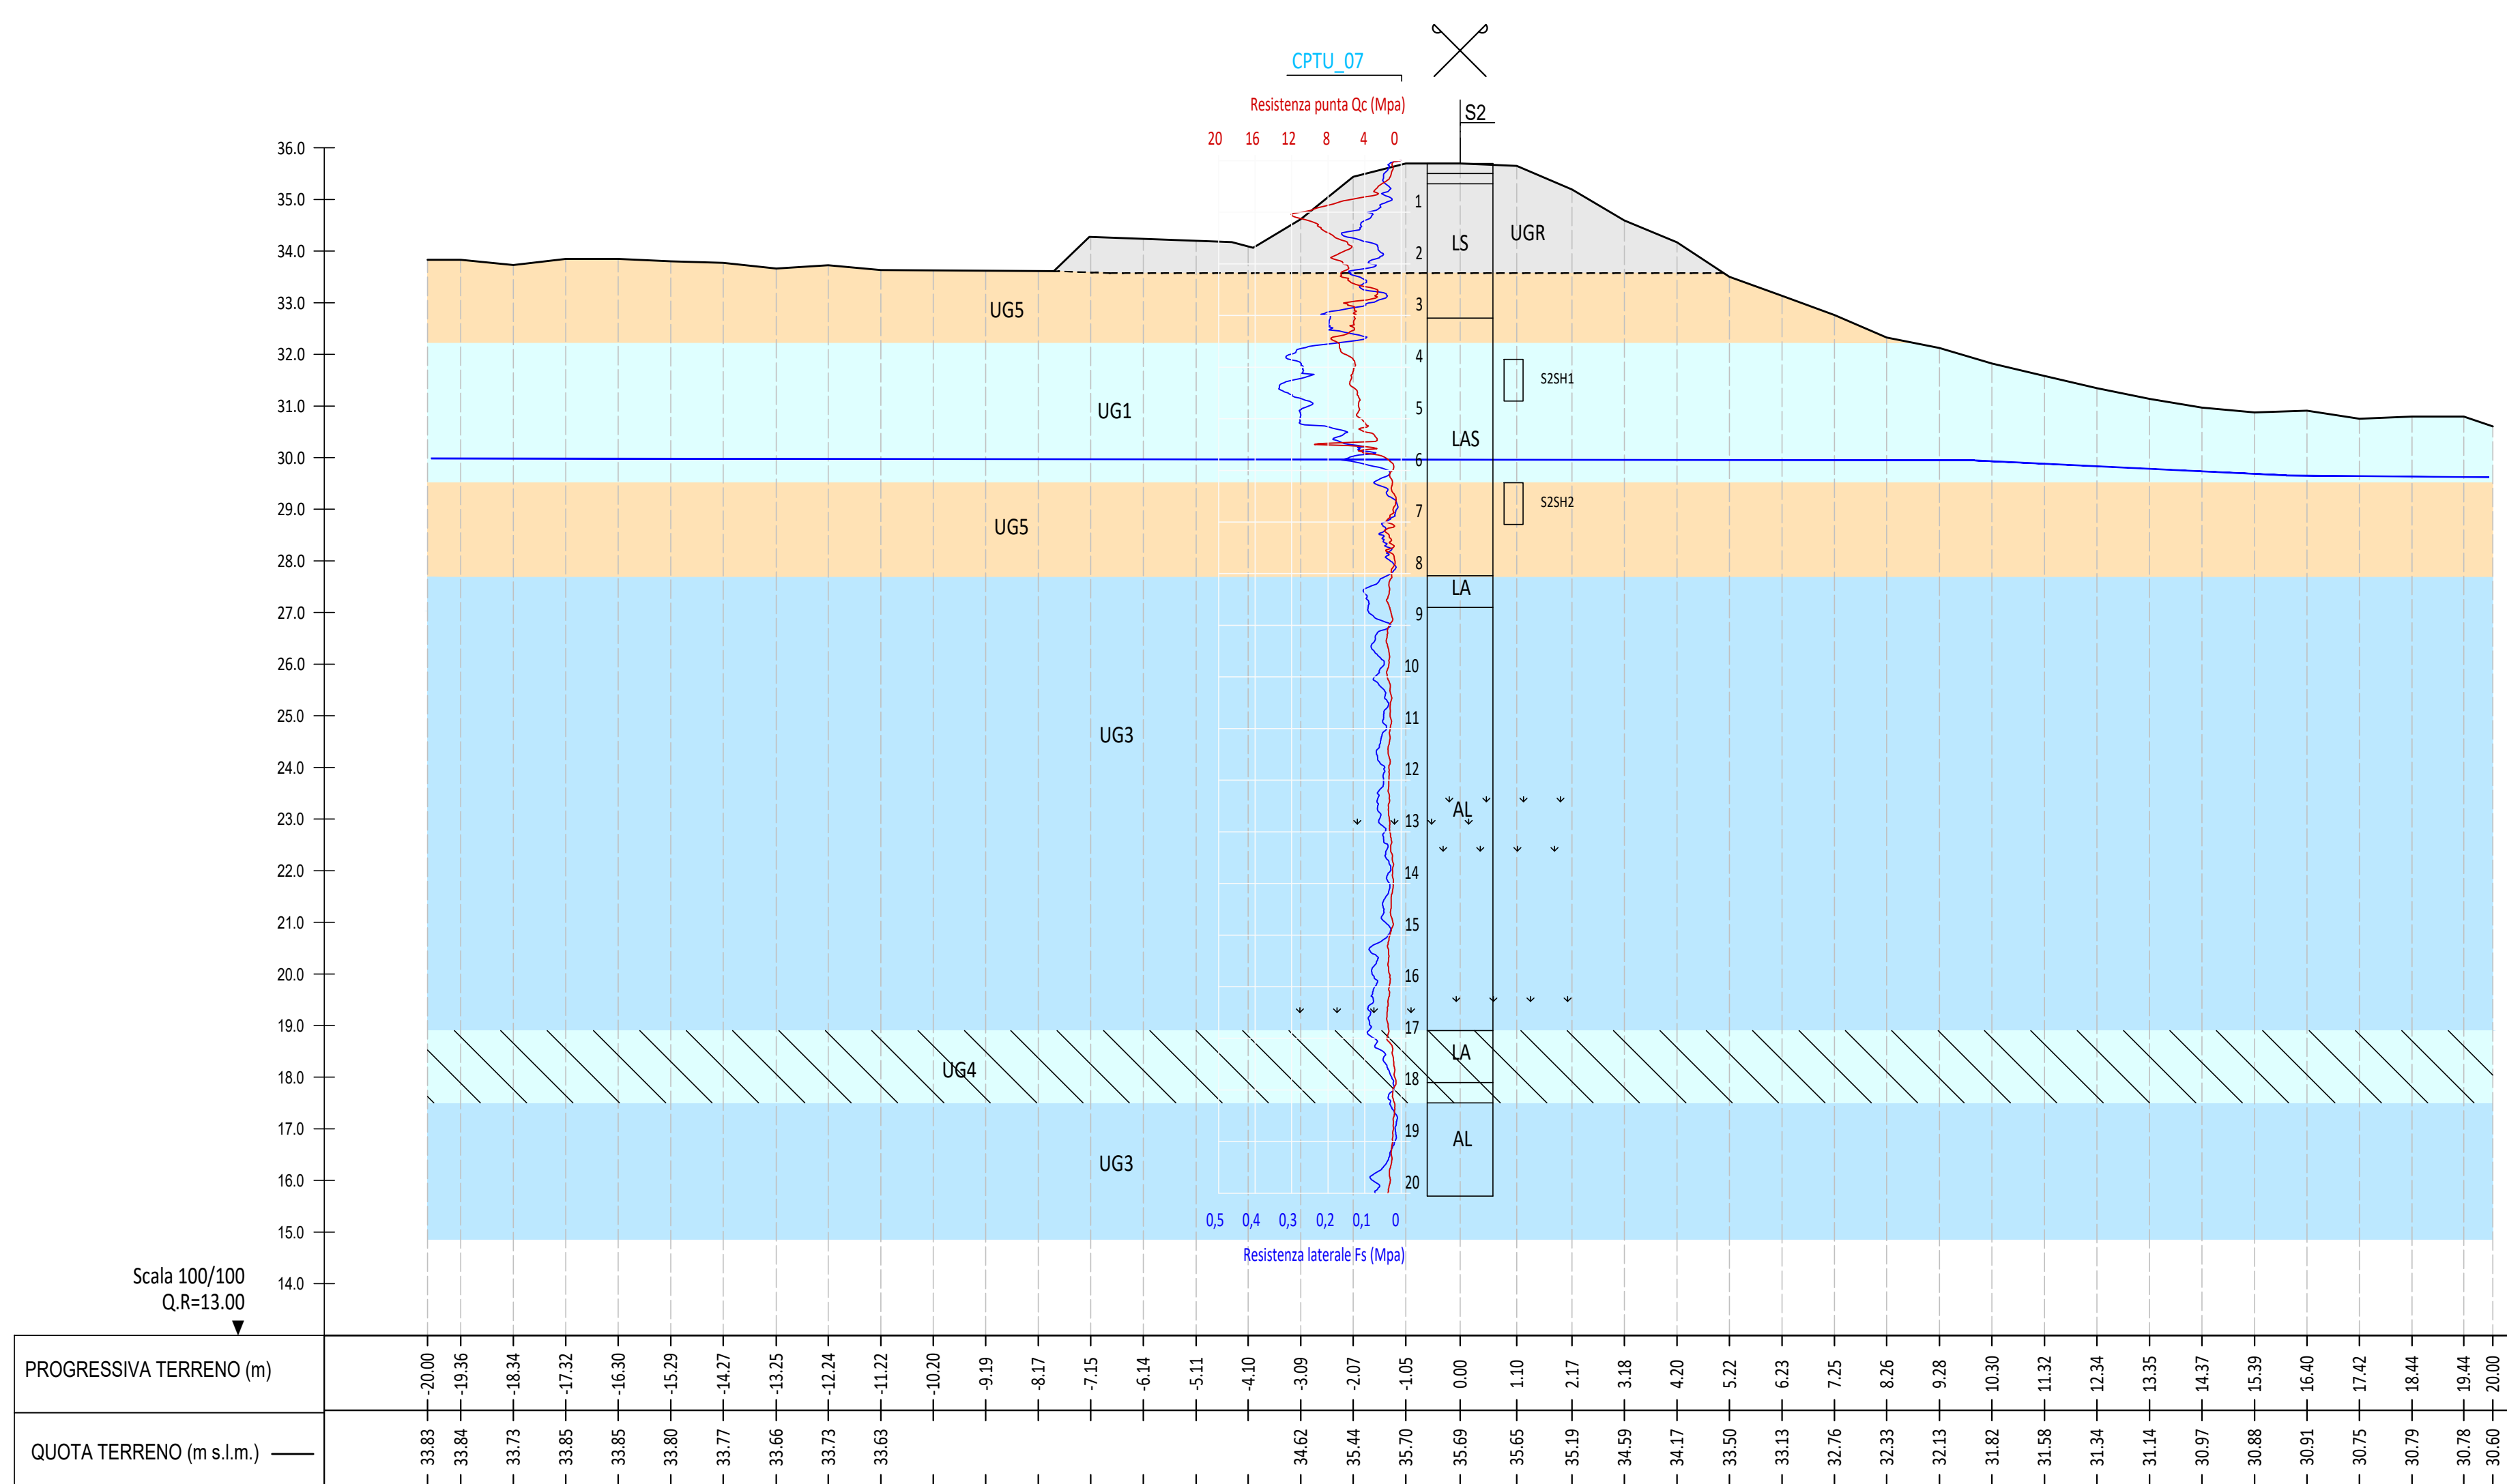 CPTU_07
Resistenza punta Qc (Mpa)
20 16 12 8 4 0
S2
36.0
35.0
34.0
33.0
32.0
31.0
30.0
29.0
28.0
27.0
26.0
25.0
24.0
23.0
22.0
21.0
20.0
19.0
18.0
17.0
16.0
15.0
14.0
1
2
3
4
5
6
7
8
9
10
11
12
13
14
15
16
17
18
19
20
LS
UGR
UG5
S2SH1
UG1
LAS
S2SH2
UG5
LA
UG3
AL
LA
UG4
AL
UG3
0,5 0,4 0,3 0,2 0,1 0
Resistenza laterale Fs (Mpa)
Scala 100/100
Q.R=13.00
PROGRESSIVA TERRENO (m) -20.00 -19.36 -18.34 -17.32 -16.30 -15.29 -14.27 -13.25 -12.24 -11.22 -10.20 -9.19 -8.17 -7.15 -6.14 -5.11 -4.10 -3.09 -2.07 -1.05 0.00 1.10 2.17 3.18 4.20 5.22 6.23 7.25 8.26 9.28 10.30 11.32 12.34 13.35 14.37 15.39 16.40 17.42 18.44 19.44 20.00
QUOTA TERRENO (m s.l.m.) 33.83 33.84 33.73 33.85 33.85 33.80 33.77 33.66 33.73 33.63 34.62 35.44 35.70 35.69 35.65 35.19 34.59 34.17 33.50 33.13 32.76 32.33 32.13 31.82 31.58 31.34 31.14 30.97 30.88 30.91 30.75 30.79 30.78 30.60